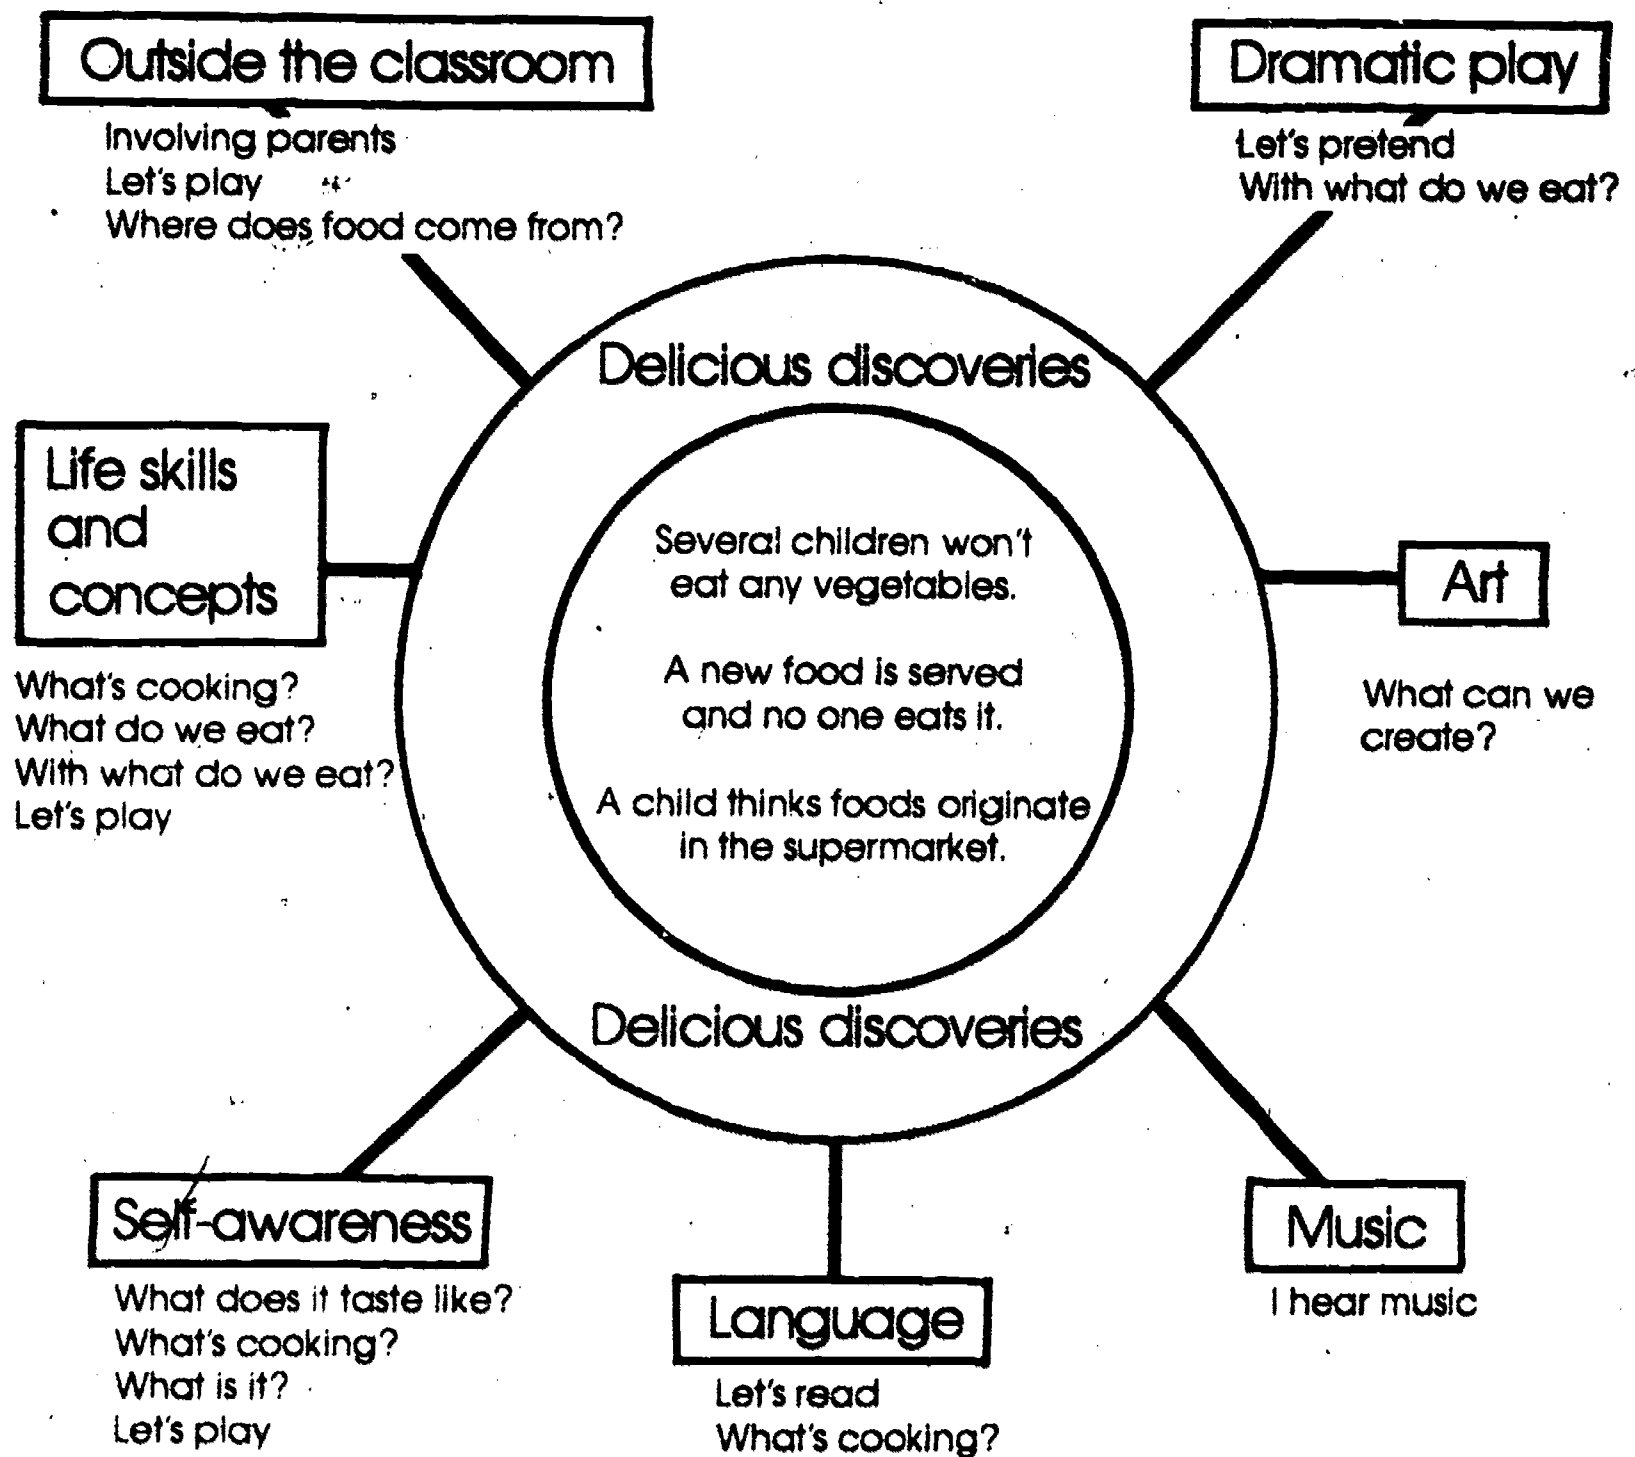 Outside the classroom
Involving parents
Let's play
Where does food come from?
Dramatic play
Let's pretend
With what do we eat?
Delicious discoveries
Life skills
and
concepts
What's cooking?
What do we eat?
With what do we eat?
Let's play
Several children won't
eat any vegetables.
A new food is served
and no one eats it.
A child thinks foods originate
in the supermarket.
Art
What can we
create?
Delicious discoveries
Self-awareness
What does it taste like?
What's cooking?
What is it?
Let's play
Language
Let's read
What's cooking?
Music
I hear music